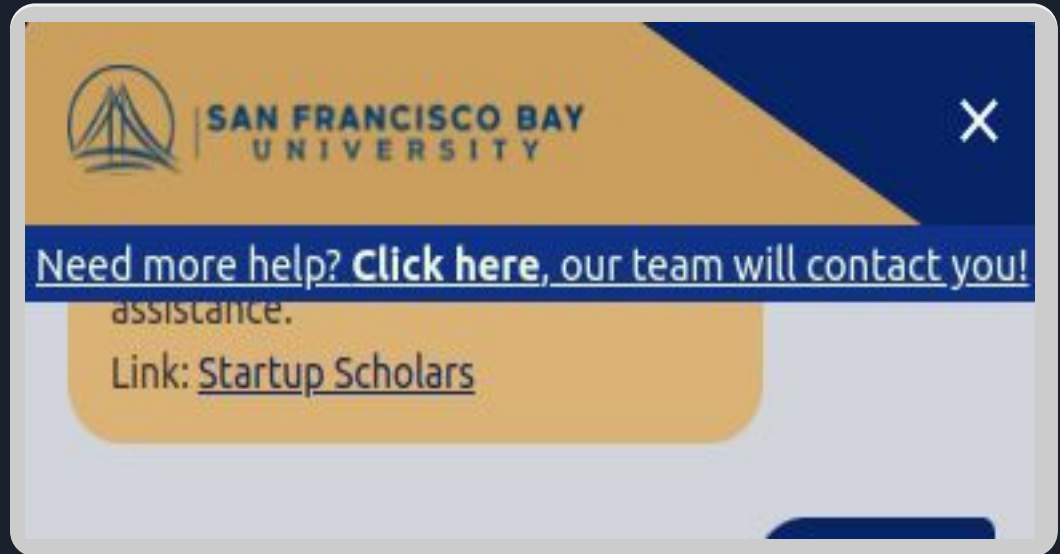 SAN FRANCISCO BAY
UNIVERSITY
Need more help? Click here, our team will contact you!
assistance.
Link: Startup Scholars